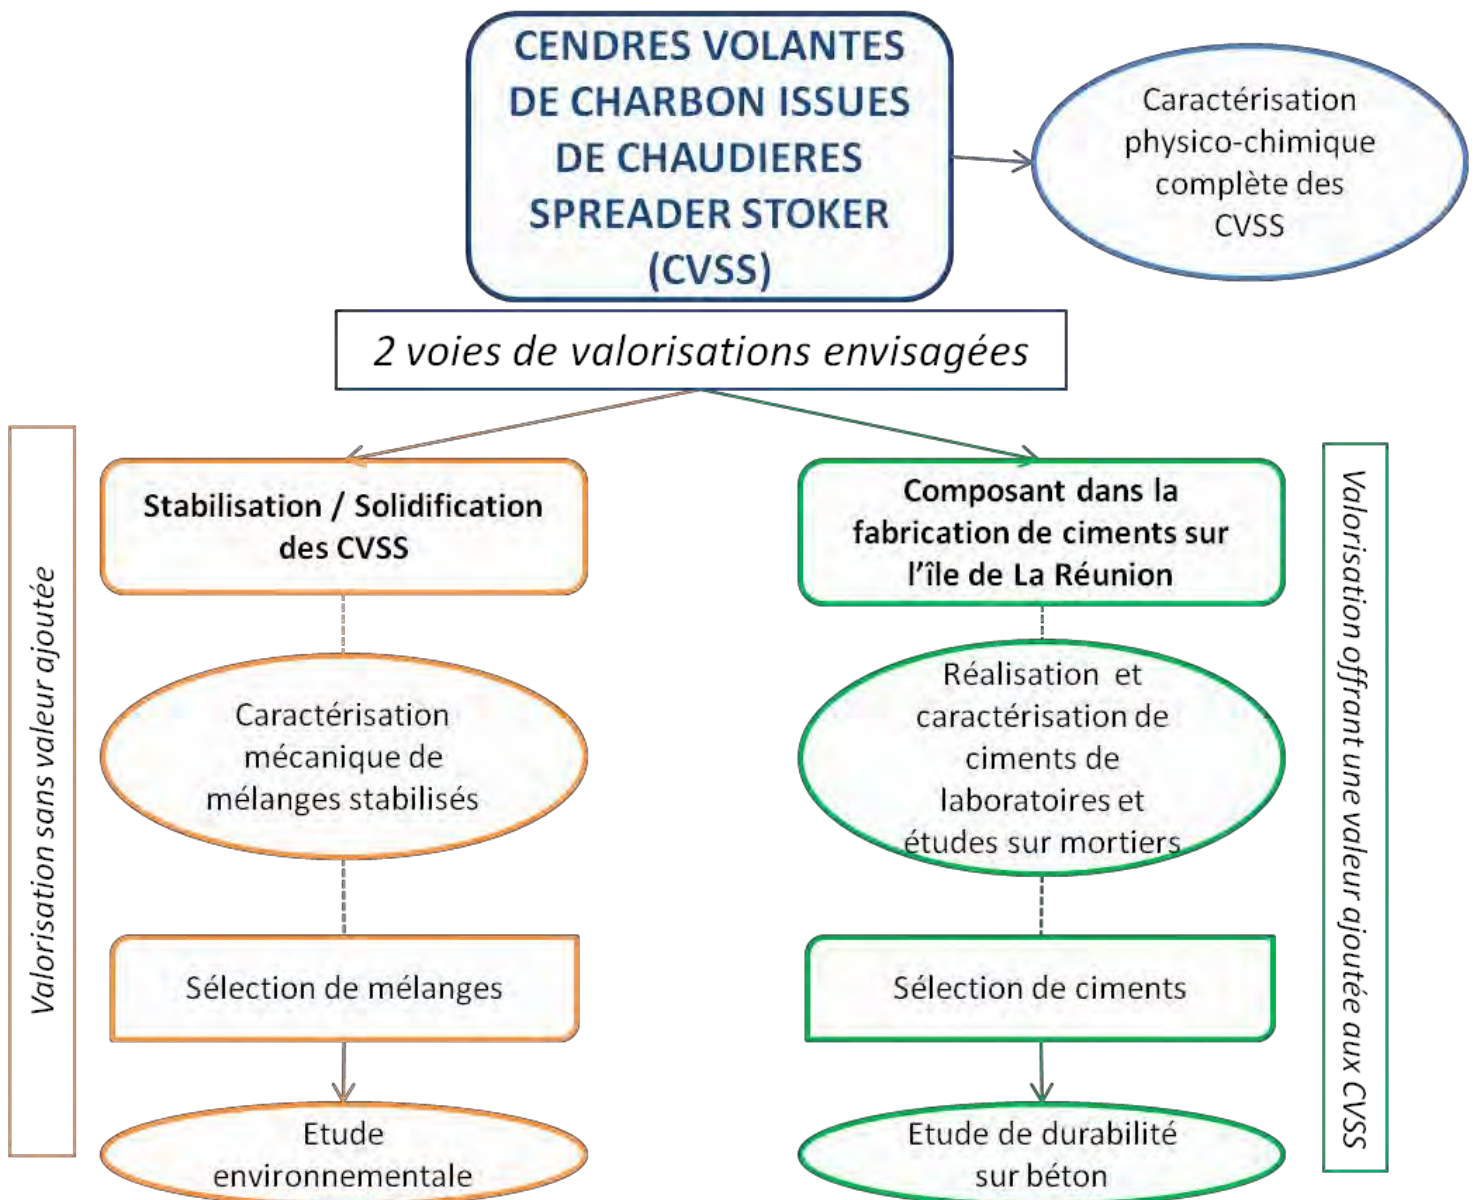 CENDRES VOLANTES
DE CHARBON ISSUES
DE CHAUDIERES
SPREADER STOKER
(CVSS)
Caractérisation
physico-chimique
complète des
CVSS
2 voies de valorisations envisagées
Valorisation sans valeur ajoutée
Stabilisation / Solidification
des CVSS
Caractérisation
mécanique de
mélanges stabilisés
Sélection de mélanges
Etude
environnementale
Composant dans la
fabrication de ciments sur
l'île de La Réunion
Réalisation et
caractérisation de
ciments de
laboratoires et
études sur mortiers
Sélection de ciments
Etude de durabilité
sur béton
Valorisation offrant une valeur ajoutée aux CVSS